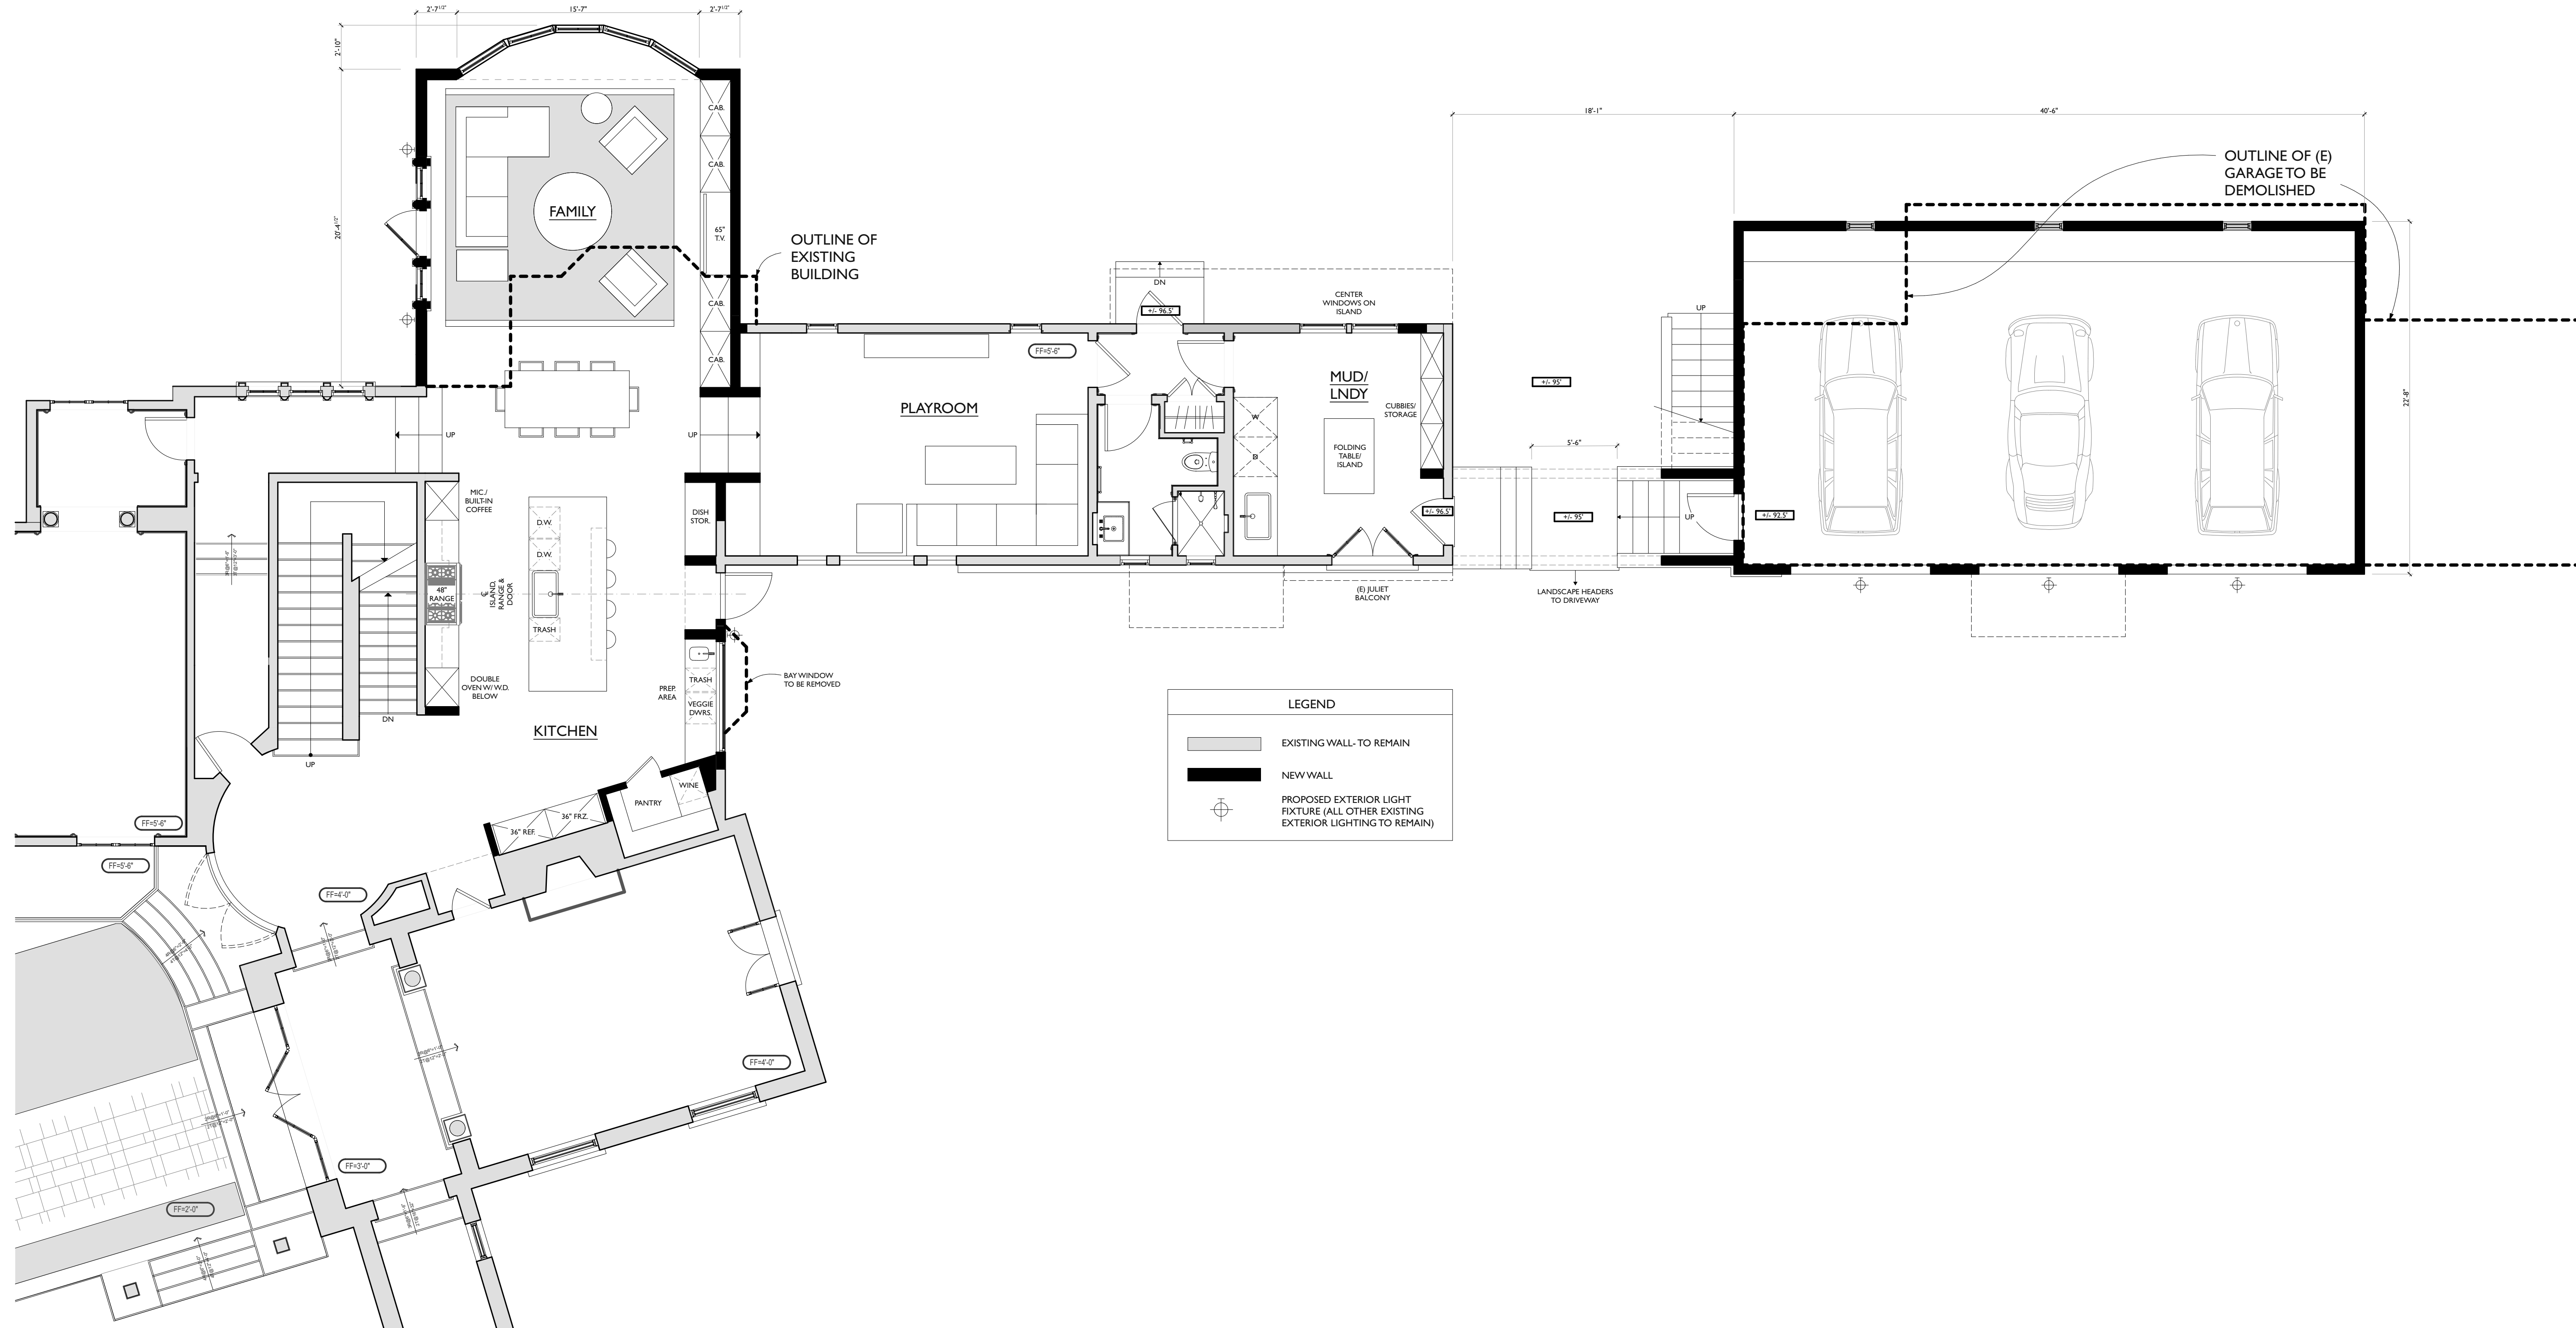 2'-7 1/2"
15'-7"
2'-7 1/2"
2'-10"
20'-4 1/2"
18'-1"
40'-6"
22'-8"
5'-6"
OUTLINE OF (E)
GARAGE TO BE
DEMOLISHED
CAB.
CAB.
FAMILY
65"
T.V.
OUTLINE OF
EXISTING
BUILDING
CAB.
CAB.
DN
+/- 96.5'
CENTER
WINDOWS ON
ISLAND
UP
FF=5'-6"
MUD/
LNDY
+/- 95'
PLAYROOM
CUBBIES/
STORAGE
W
D
FOLDING
TABLE/
ISLAND
UP
UP
MIC./
BUILT-IN
COFFEE
DISH
STOR.
D.W.
D.W.
+/- 96.5'
+/- 95'
UP
+/- 92.5'
48"
RANGE
ISLAND,
RANGE &
DOOR
TRASH
(E) JULIET
BALCONY
LANDSCAPE HEADERS
TO DRIVEWAY
DOUBLE
OVEN W/ W.D.
BELOW
PREP.
AREA
TRASH
VEGGIE
DWRS.
BAY WINDOW
TO BE REMOVED
DN
UP
KITCHEN
LEGEND
EXISTING WALL- TO REMAIN
NEW WALL
PROPOSED EXTERIOR LIGHT
FIXTURE (ALL OTHER EXISTING
EXTERIOR LIGHTING TO REMAIN)
WINE
PANTRY
36" FRZ.
36" REF.
FF=5'-6"
FF=5'-6"
FF=4'-0"
FF=4'-0"
FF=3'-0"
FF=2'-0"